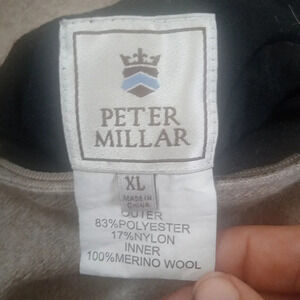 PETER
MILLAR
XL
MADE IN
CHINA
OUTER
83%POLYESTER
17%NYLON
INNER
100%MERINO WOOL